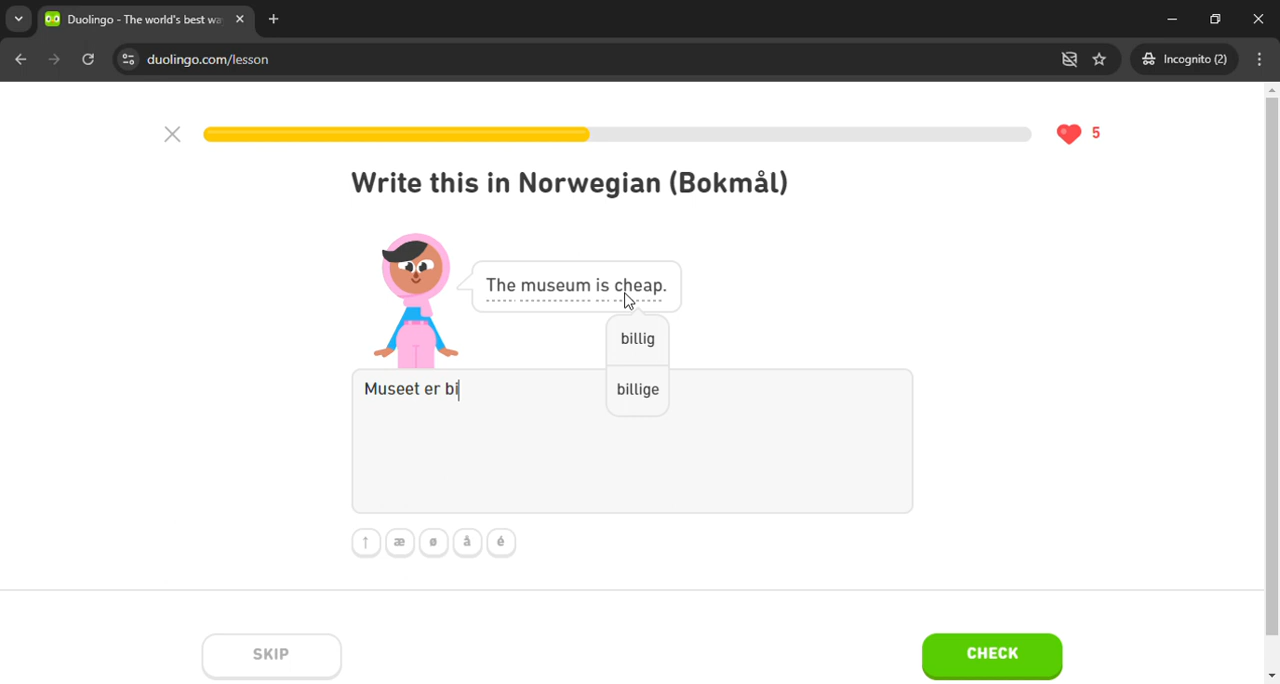 Duolingo - The world's best wa
duolingo.com/lesson
Incognito (2)
5
Write this in Norwegian (Bokmål)
The museum is cheap.
billig
billige
Museet er bi
↑ æ ø å é
SKIP
CHECK